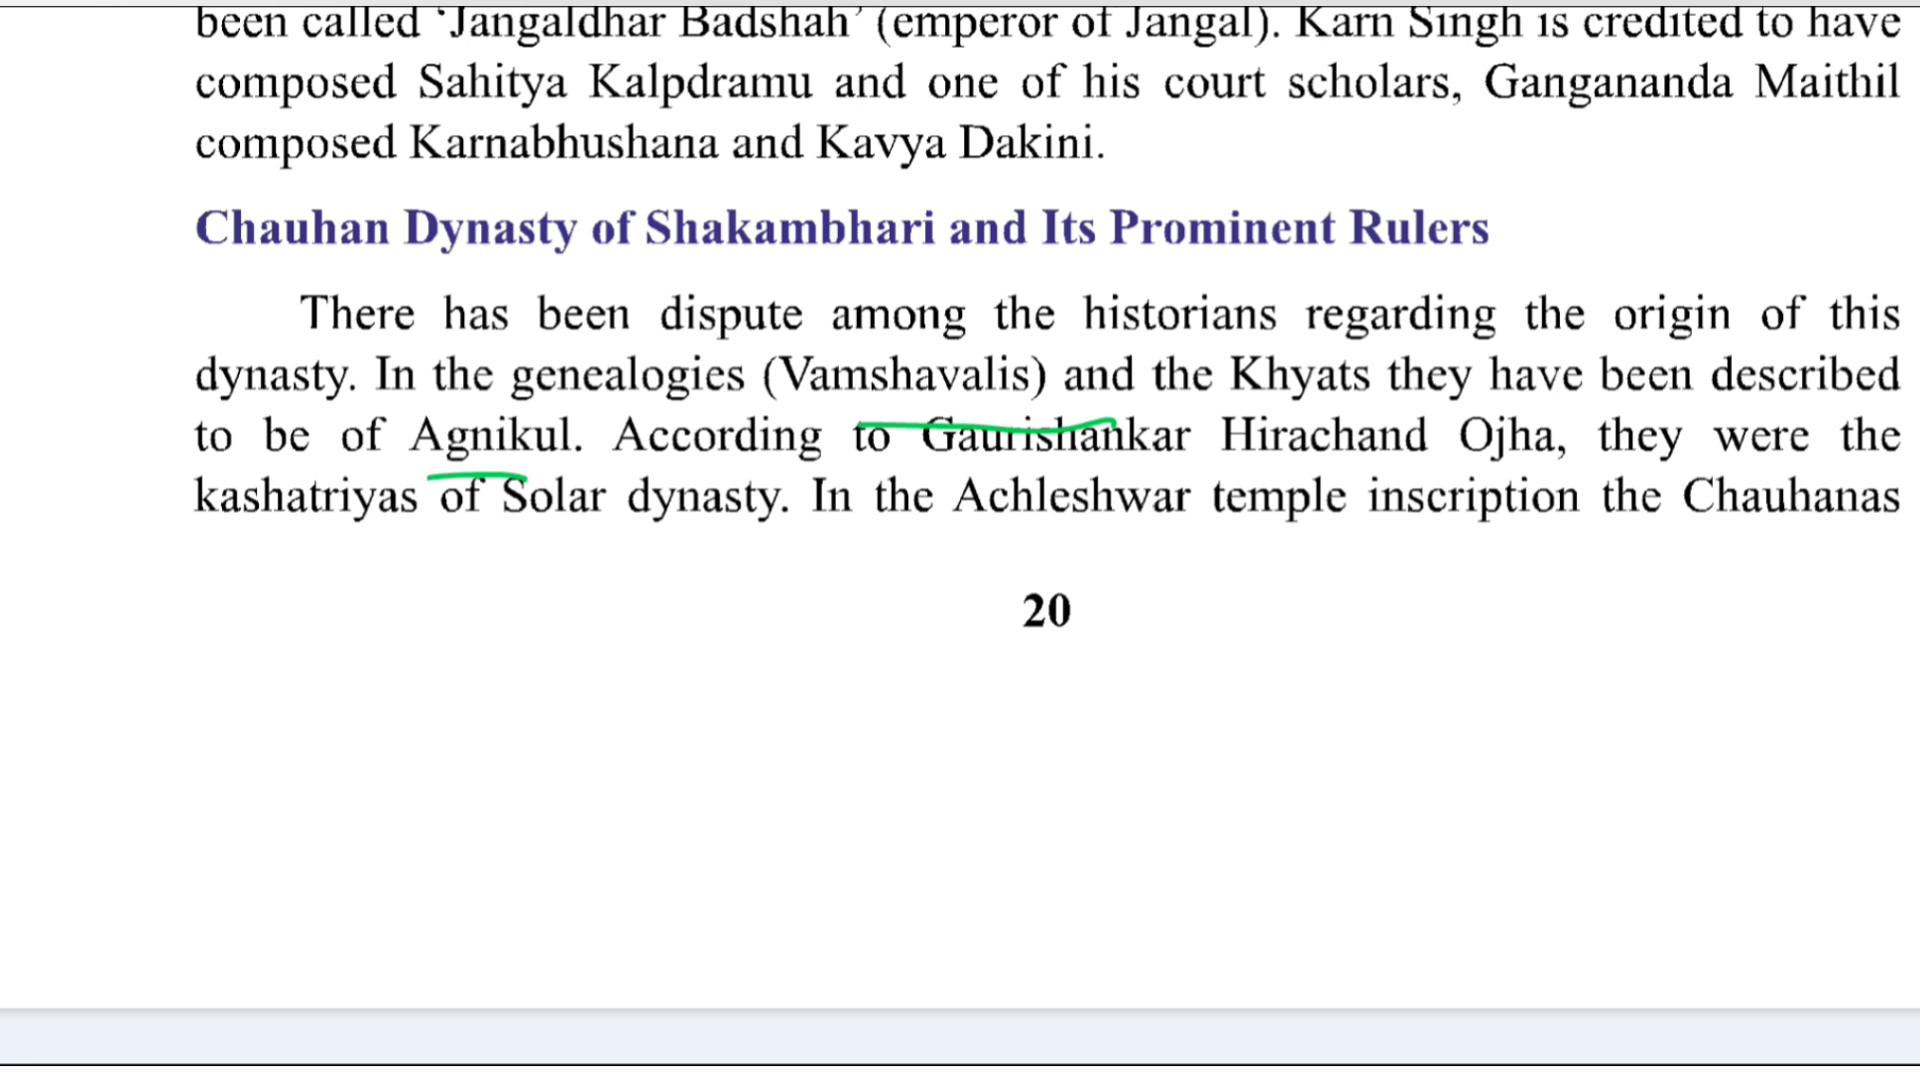 been called ‘Jangaldhar Badshah’ (emperor of Jangal). Karn Singh is credited to have
composed Sahitya Kalpdramu and one of his court scholars, Gangananda Maithil
composed Karnabhushana and Kavya Dakini.
Chauhan Dynasty of Shakambhari and Its Prominent Rulers
There has been dispute among the historians regarding the origin of this
dynasty. In the genealogies (Vamshavalis) and the Khyats they have been described
to be of Agnikul. According to Gaurishankar Hirachand Ojha, they were the
kashatriyas of Solar dynasty. In the Achleshwar temple inscription the Chauhanas
20